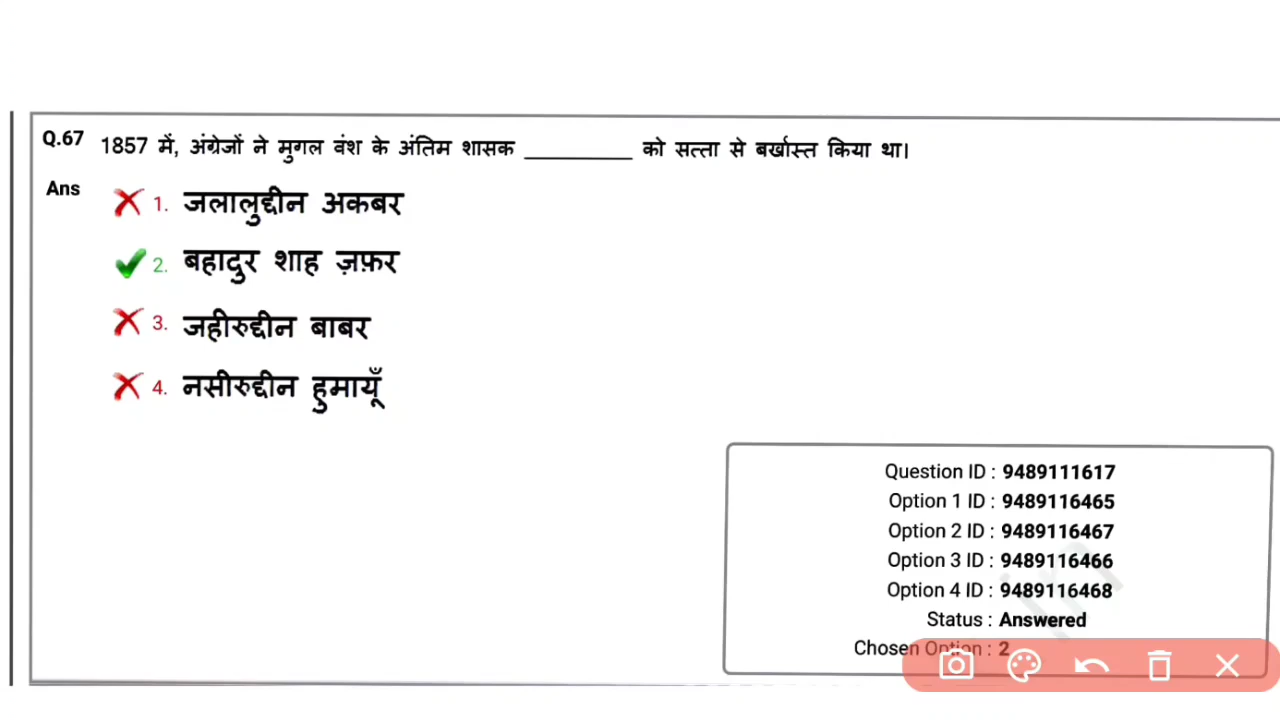 Q.67 1857 में, अंग्रेजों ने मुगल वंश के अंतिम शासक __________ को सत्ता से बर्खास्त किया था।
Ans
1. जलालुद्दीन अकबर
2. बहादुर शाह ज़फ़र
3. जहीरुद्दीन बाबर
4. नसीरुद्दीन हुमायूँ
Question ID : 9489111617
Option 1 ID : 9489116465
Option 2 ID : 9489116467
Option 3 ID : 9489116466
Option 4 ID : 9489116468
Status : Answered
Chosen Option : 2